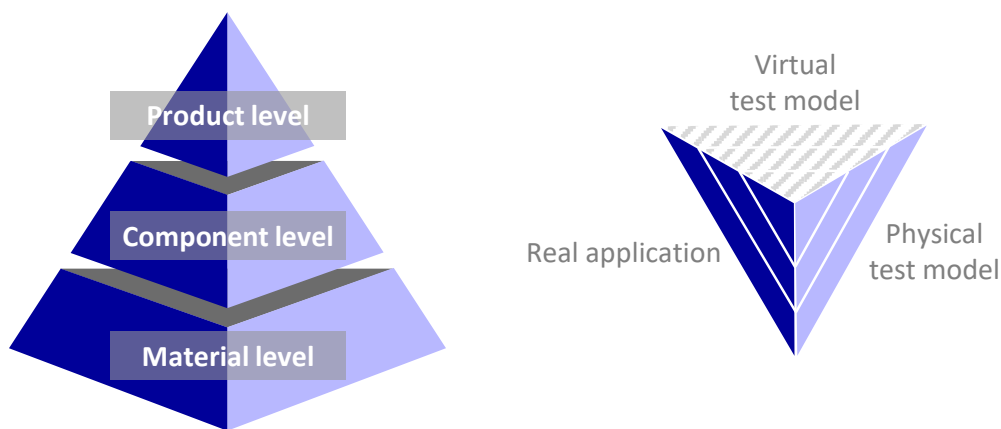 Product level
Component level
Material level
Virtual
test model
Real application
Physical
test model